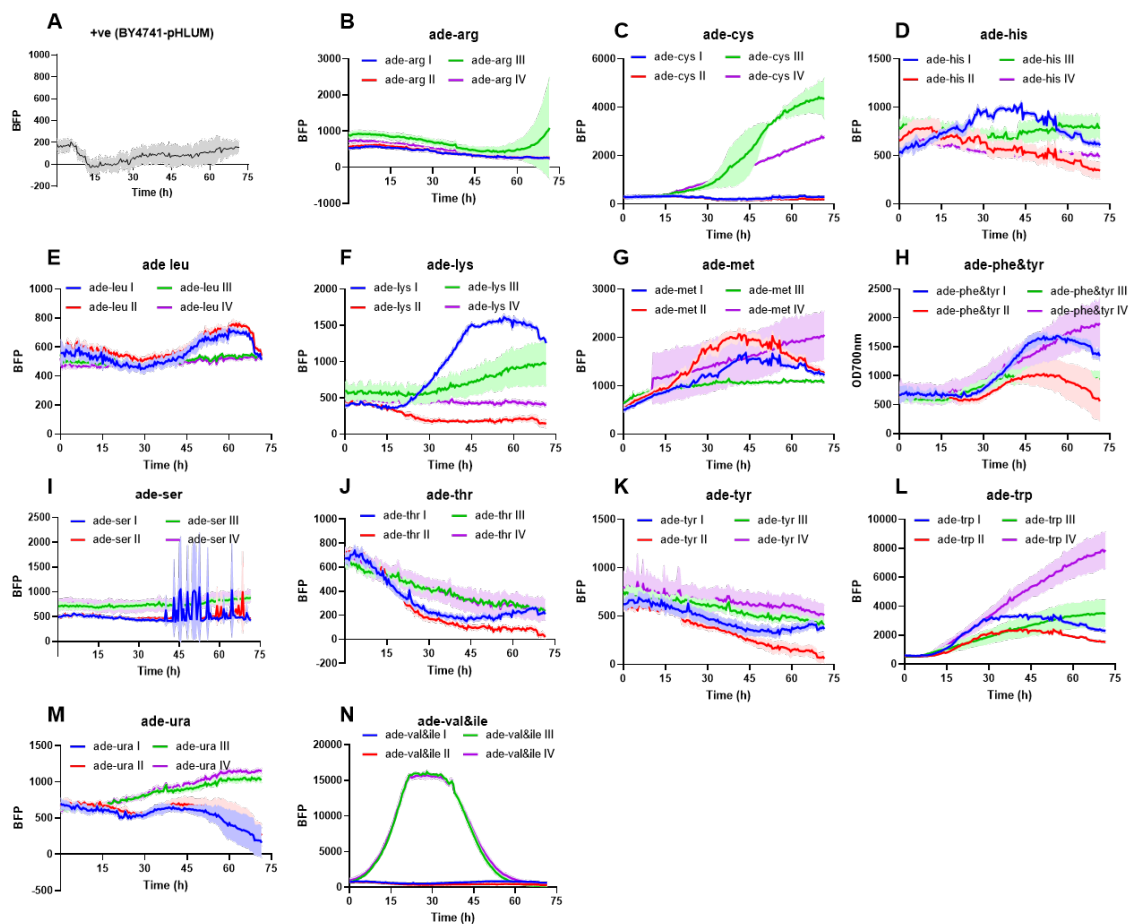 A
+ve (BY4741-pHLUM)
BFP
1000
800
600
400
200
0
-200
15 30 45 60 75
Time (h)
B
ade-arg
ade-arg I ade-arg III
ade-arg II ade-arg IV
BFP
3000
2000
1000
0
-1000
15 30 45 60 75
Time (h)
C
ade-cys
ade-cys I ade-cys III
ade-cys II ade-cys IV
BFP
6000
4000
2000
0
0 15 30 45 60 75
Time (h)
D
ade-his
ade-his I ade-his III
ade-his II ade-his IV
BFP
1000
500
0
0 15 30 45 60 75
Time (h)
E
ade leu
ade-leu I ade-leu III
ade-leu II ade-leu IV
BFP
1000
800
600
400
200
0
0 15 30 45 60 75
Time (h)
F
ade-lys
ade-lys I ade-lys III
ade-lys II ade-lys IV
BFP
2000
1500
1000
500
0
0 15 30 45 60 75
Time (h)
G
ade-met
ade-met I ade-met III
ade-met II ade-met IV
BFP
3000
2000
1000
0
0 15 30 45 60 75
Time (h)
H
ade-phe&tyr
ade-phe&tyr I ade-phe&tyr III
ade-phe&tyr II ade-phe&tyr IV
OD700nm
2500
2000
1500
1000
500
0
0 15 30 45 60 75
Time (h)
I
ade-ser
ade-ser I ade-ser III
ade-ser II ade-ser IV
BFP
2500
2000
1500
1000
500
0
-500
15 30 45 60 75
Time (h)
J
ade-thr
ade-thr I ade-thr III
ade-thr II ade-thr IV
BFP
1000
800
600
400
200
0
-200
15 30 45 60 75
Time (h)
K
ade-tyr
ade-tyr I ade-tyr III
ade-tyr II ade-tyr IV
BFP
1500
1000
500
0
0 15 30 45 60 75
Time (h)
L
ade-trp
ade-trp I ade-trp III
ade-trp II ade-trp IV
BFP
10000
8000
6000
4000
2000
0
0 15 30 45 60 75
Time (h)
M
ade-ura
ade-ura I ade-ura III
ade-ura II ade-ura IV
BFP
1500
1000
500
0
-500
15 30 45 60 75
Time (h)
N
ade-val&ile
ade-val&ile I ade-val&ile III
ade-val&ile II ade-val&ile IV
BFP
20000
15000
10000
5000
0
0 15 30 45 60 75
Time (h)